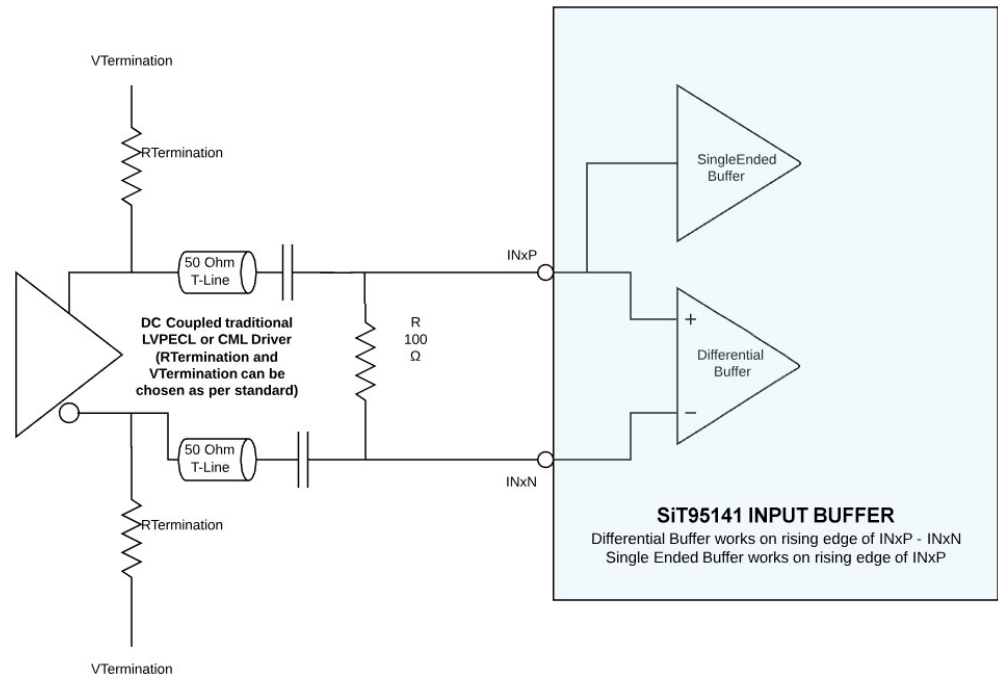 VTermination
RTermination
SingleEnded
Buffer
INxP
50 Ohm
T-Line
DC Coupled traditional
LVPECL or CML Driver
(RTermination and
VTermination can be
chosen as per standard)
R
100
Ω
+
Differential
Buffer
−
50 Ohm
T-Line
INxN
RTermination
VTermination
SiT95141 INPUT BUFFER
Differential Buffer works on rising edge of INxP - INxN
Single Ended Buffer works on rising edge of INxP